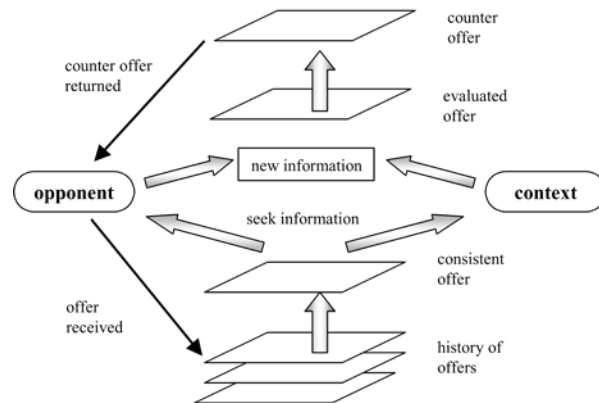 counter
offer
counter offer
returned
evaluated
offer
new information
opponent
context
seek information
consistent
offer
offer
received
history of
offers